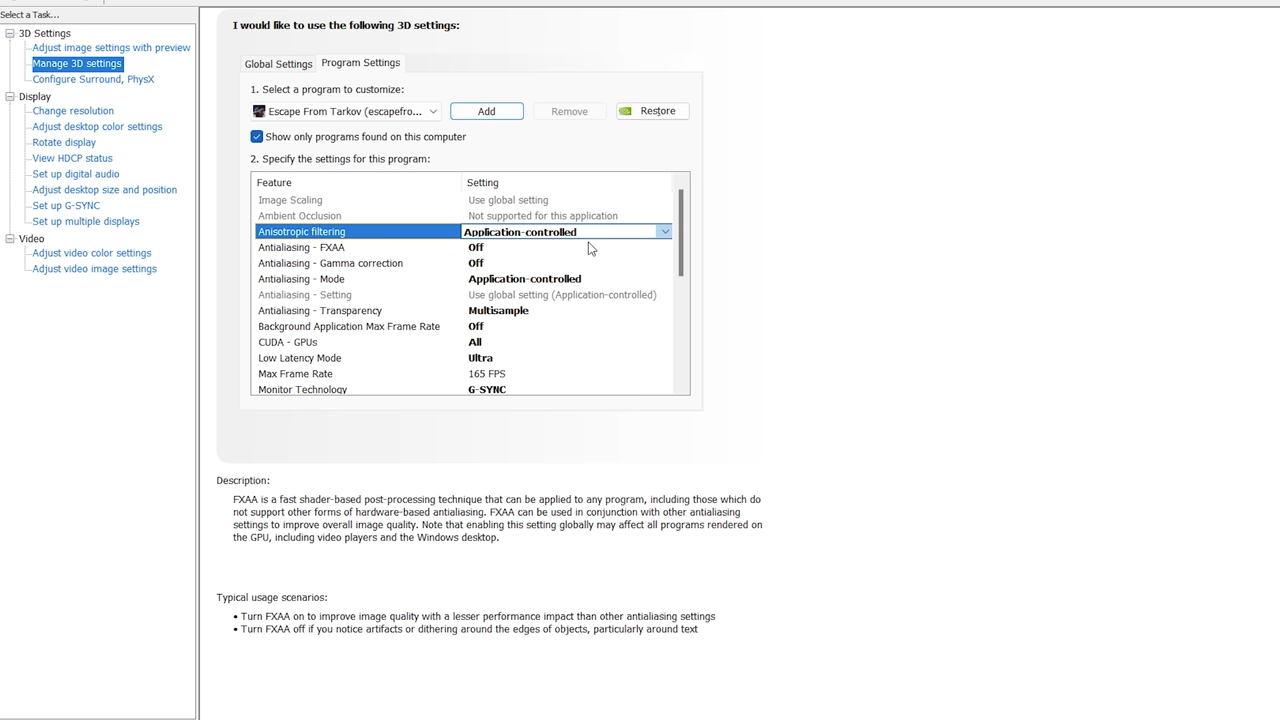 Select a Task...
3D Settings
Adjust image settings with preview
Manage 3D settings
Configure Surround, PhysX
Display
Change resolution
Adjust desktop color settings
Rotate display
View HDCP status
Set up digital audio
Adjust desktop size and position
Set up G-SYNC
Set up multiple displays
Video
Adjust video color settings
Adjust video image settings
I would like to use the following 3D settings:
Global Settings Program Settings
1. Select a program to customize:
Escape From Tarkov (escapefro... Add Remove Restore
Show only programs found on this computer
2. Specify the settings for this program:
Feature Setting
Image Scaling Use global setting
Ambient Occlusion Not supported for this application
Anisotropic filtering Application-controlled
Antialiasing - FXAA Off
Antialiasing - Gamma correction Off
Antialiasing - Mode Application-controlled
Antialiasing - Setting Use global setting (Application-controlled)
Antialiasing - Transparency Multisample
Background Application Max Frame Rate Off
CUDA - GPUs All
Low Latency Mode Ultra
Max Frame Rate 165 FPS
Monitor Technology G-SYNC
Description:
FXAA is a fast shader-based post-processing technique that can be applied to any program, including those which do
not support other forms of hardware-based antialiasing. FXAA can be used in conjunction with other antialiasing
settings to improve overall image quality. Note that enabling this setting globally may affect all programs rendered on
the GPU, including video players and the Windows desktop.
Typical usage scenarios:
• Turn FXAA on to improve image quality with a lesser performance impact than other antialiasing settings
• Turn FXAA off if you notice artifacts or dithering around the edges of objects, particularly around text